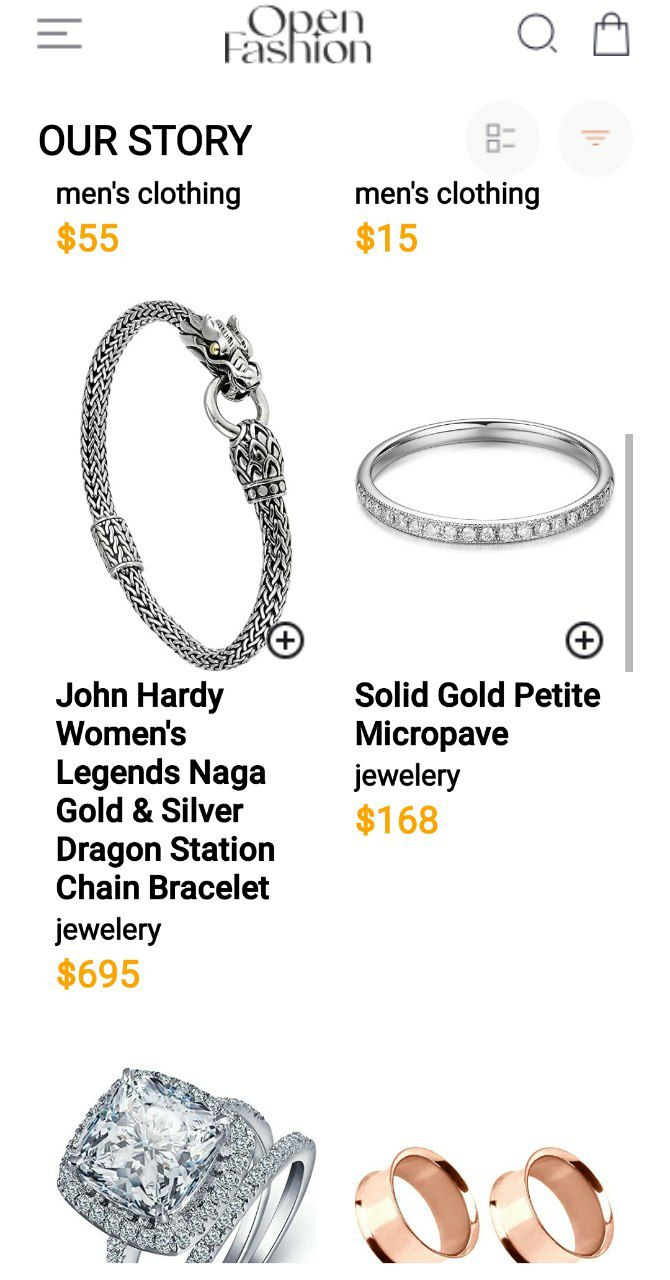 Open
Fashion
OUR STORY
men's clothing
men's clothing
$55
$15
John Hardy
Women's
Legends Naga
Gold & Silver
Dragon Station
Chain Bracelet
jewelery
$695
Solid Gold Petite
Micropave
jewelery
$168